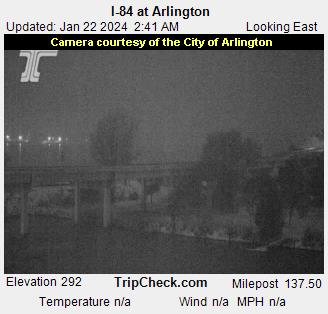 I-84 at Arlington
Updated: Jan 22 2024 2:41 AM Looking East
Camera courtesy of the City of Arlington
Elevation 292 TripCheck.com Milepost 137.50
Temperature n/a Wind n/a MPH n/a